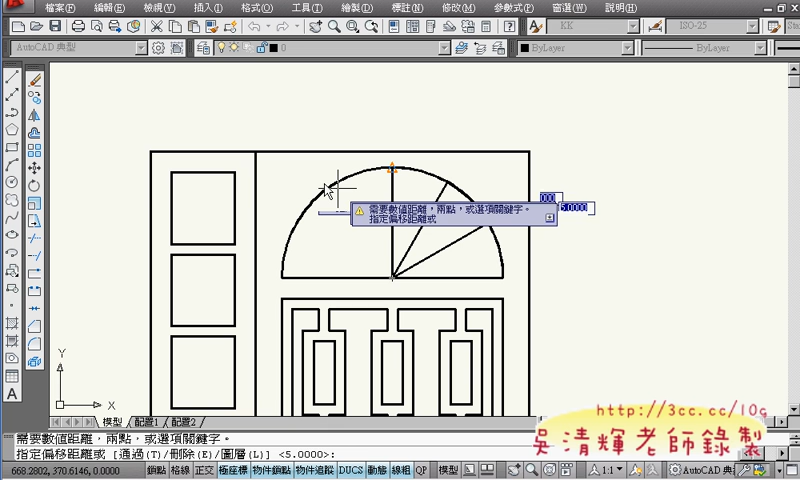 檔案(F) 編輯(E) 檢視(V) 插入(I) 格式(O) 工具(T) 繪製(D) 標註(N) 修改(M) 參數式(P) 視窗(W) 說明(H)
KK ISO-25
AutoCAD 典型 0 ByLayer ByLayer
需要數值距離，兩點，或選項關鍵字。
指定偏移距離或
5.0000
Y
X
模型 配置1 配置2
A
http://3cc.cc/10g
吳清輝老師錄製
需要數值距離，兩點，或選項關鍵字。
指定偏移距離或 [通過(T)/刪除(E)/圖層(L)] <5.0000>:
668.2802, 370.6146, 0.0000 鎖點 格線 正交 極座標 物件鎖點 物件追蹤 DUCS 動態 線粗 QP 模型 1:1 AutoCAD 典型